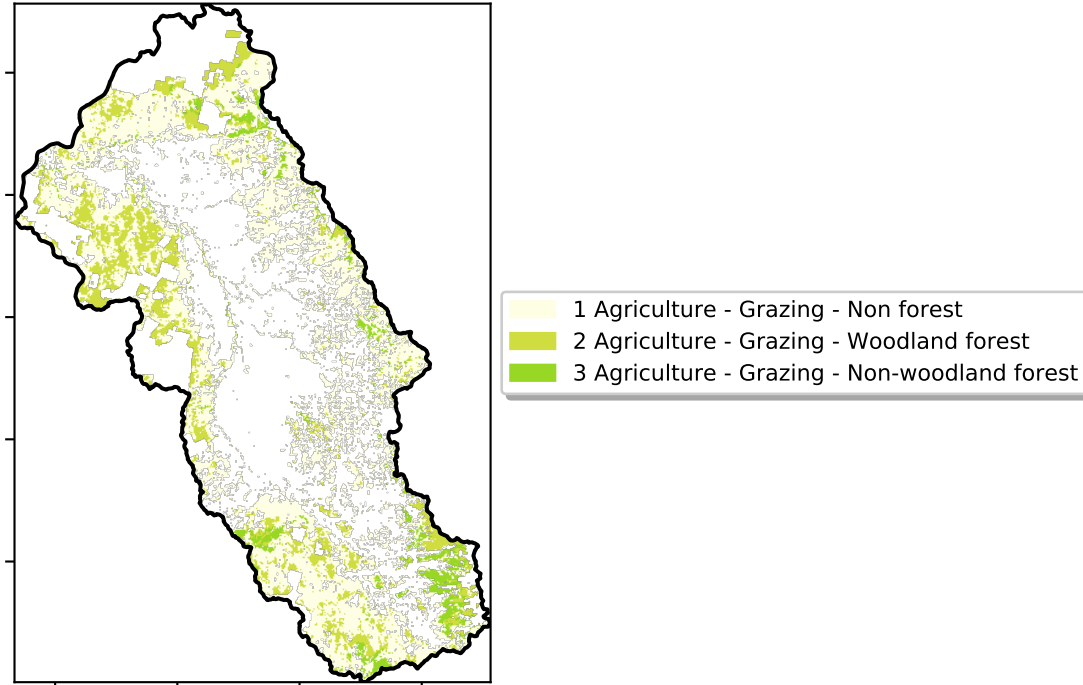 1 Agriculture - Grazing - Non forest
2 Agriculture - Grazing - Woodland forest
3 Agriculture - Grazing - Non-woodland forest